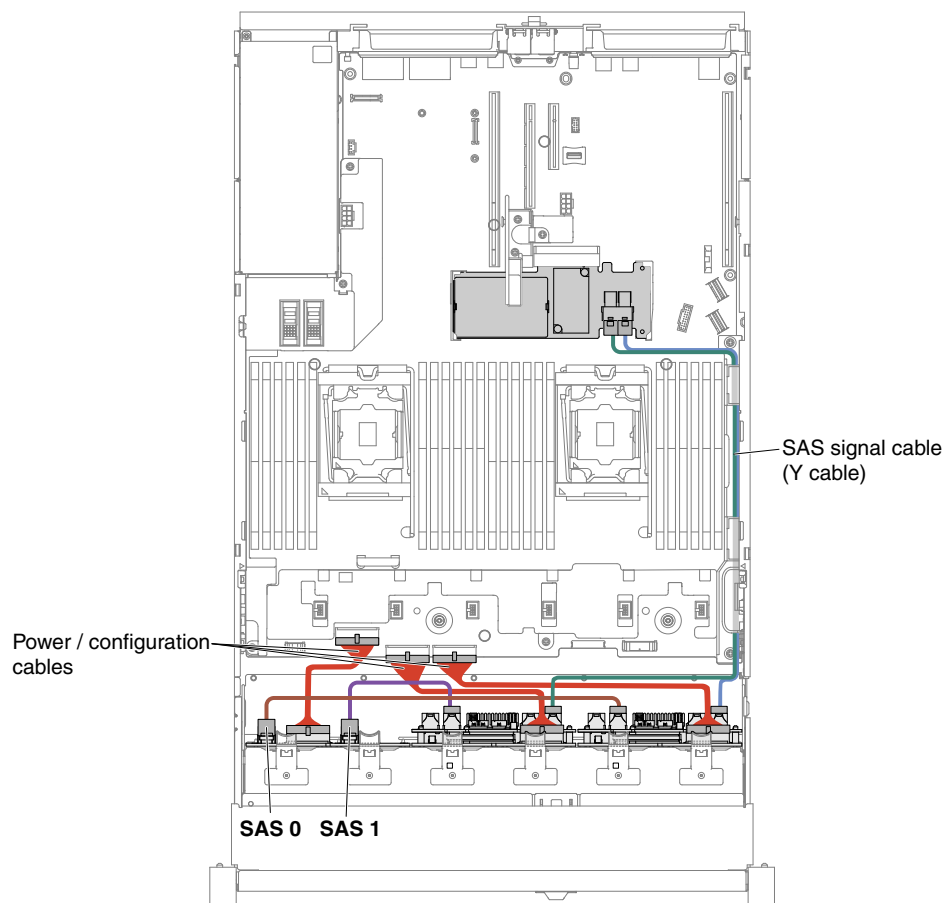 SAS signal cable
(Y cable)
Power / configuration
cables
SAS 0 SAS 1